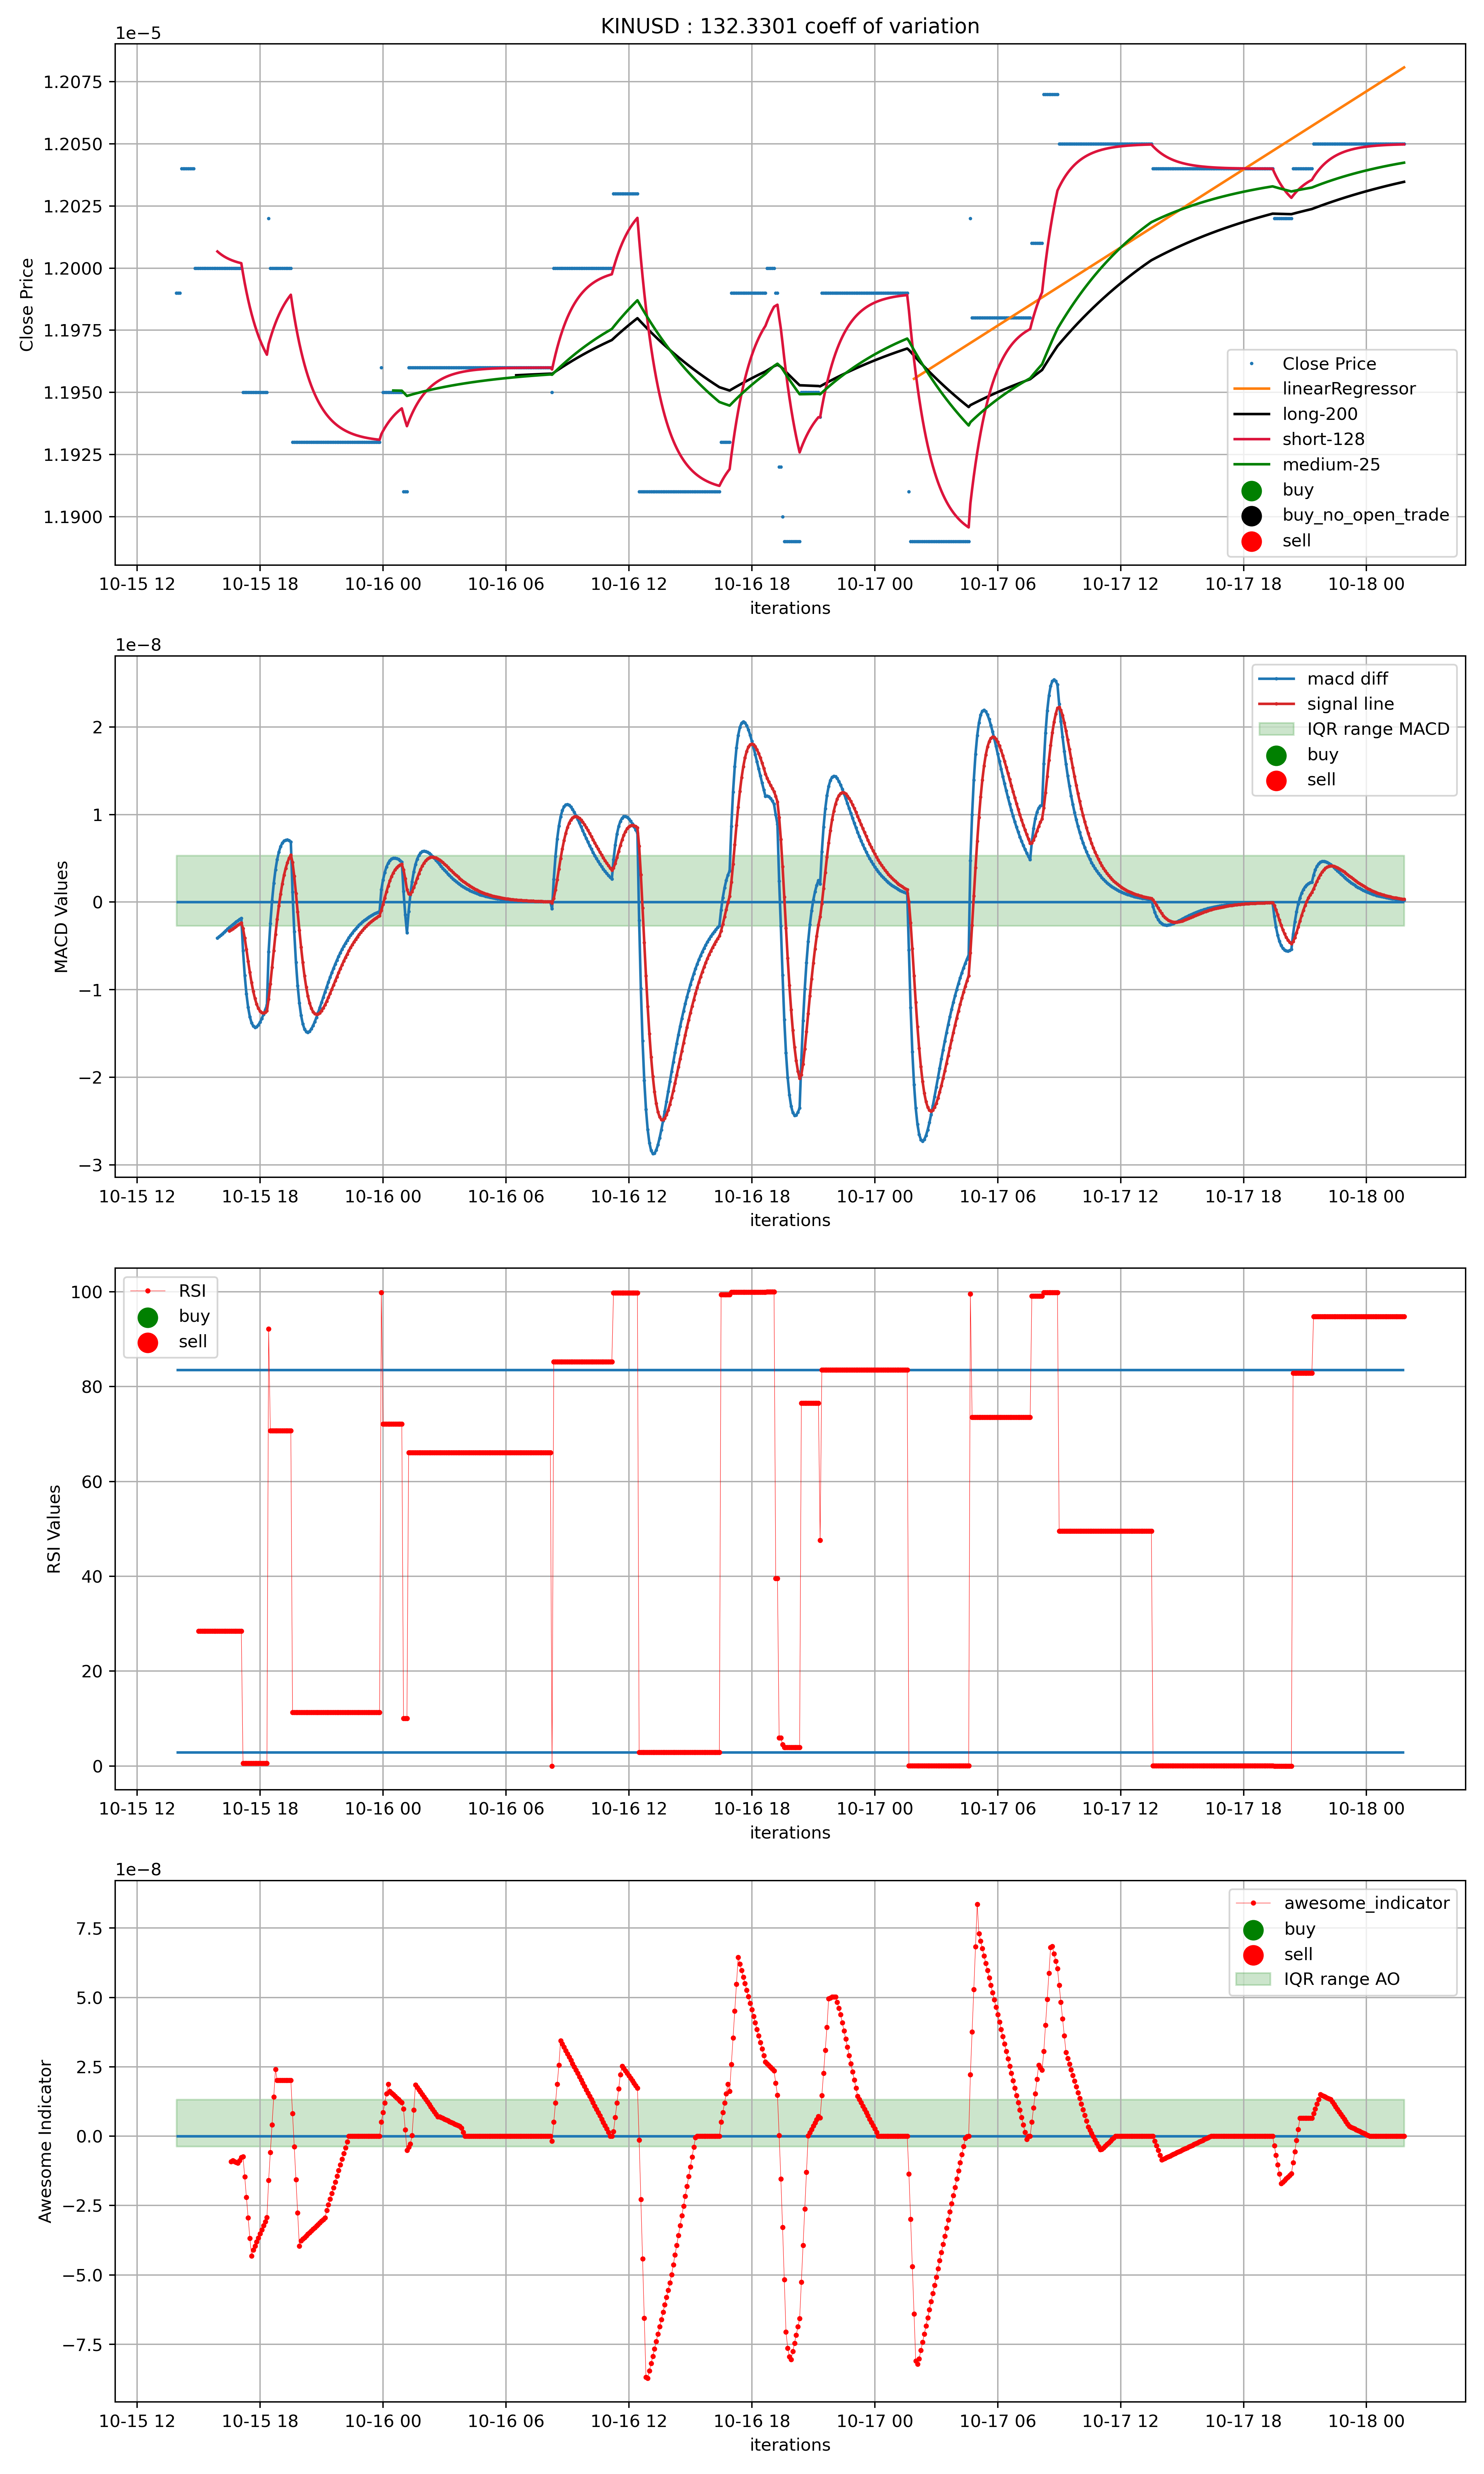 KINUSD : 132.3301 coeff of variation
1e−5
1.2075
1.2050
1.2025
1.2000
1.1975
1.1950
1.1925
1.1900
Close Price
Close Price
linearRegressor
long-200
short-128
medium-25
buy
buy_no_open_trade
sell
10-15 12 10-15 18 10-16 00 10-16 06 10-16 12 10-16 18 10-17 00 10-17 06 10-17 12 10-17 18 10-18 00
iterations
1e−8
2
1
0
−1
−2
−3
MACD Values
macd diff
signal line
IQR range MACD
buy
sell
10-15 12 10-15 18 10-16 00 10-16 06 10-16 12 10-16 18 10-17 00 10-17 06 10-17 12 10-17 18 10-18 00
iterations
100
80
60
40
20
0
RSI Values
RSI
buy
sell
10-15 12 10-15 18 10-16 00 10-16 06 10-16 12 10-16 18 10-17 00 10-17 06 10-17 12 10-17 18 10-18 00
iterations
1e−8
7.5
5.0
2.5
0.0
−2.5
−5.0
−7.5
Awesome Indicator
awesome_indicator
buy
sell
IQR range AO
10-15 12 10-15 18 10-16 00 10-16 06 10-16 12 10-16 18 10-17 00 10-17 06 10-17 12 10-17 18 10-18 00
iterations